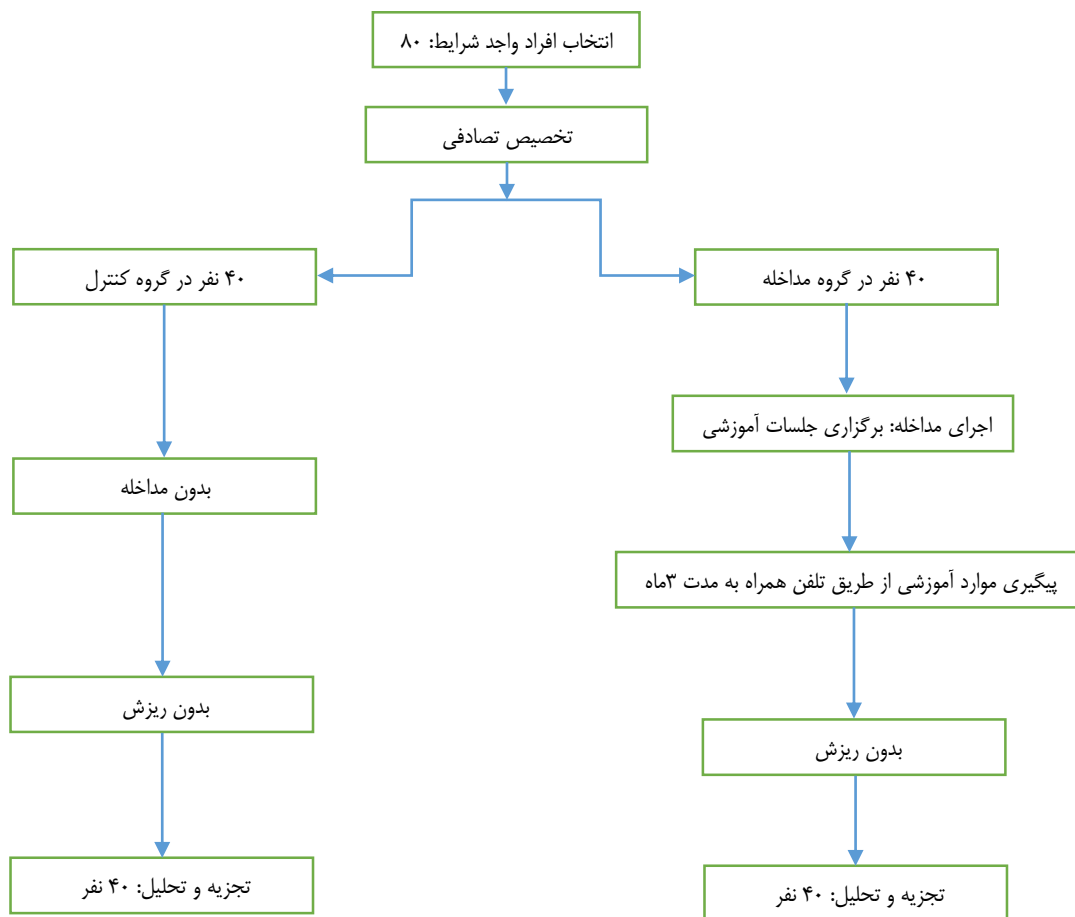 انتخاب افراد واجد شرایط: ۸۰
تخصیص تصادفی
۴۰ نفر در گروه مداخله
۴۰ نفر در گروه کنترل
اجرای مداخله: برگزاری جلسات آموزشی
بدون مداخله
پیگیری موارد آموزشی از طریق تلفن همراه به مدت ۳ماه
بدون ریزش
بدون ریزش
تجزیه و تحلیل: ۴۰ نفر
تجزیه و تحلیل: ۴۰ نفر